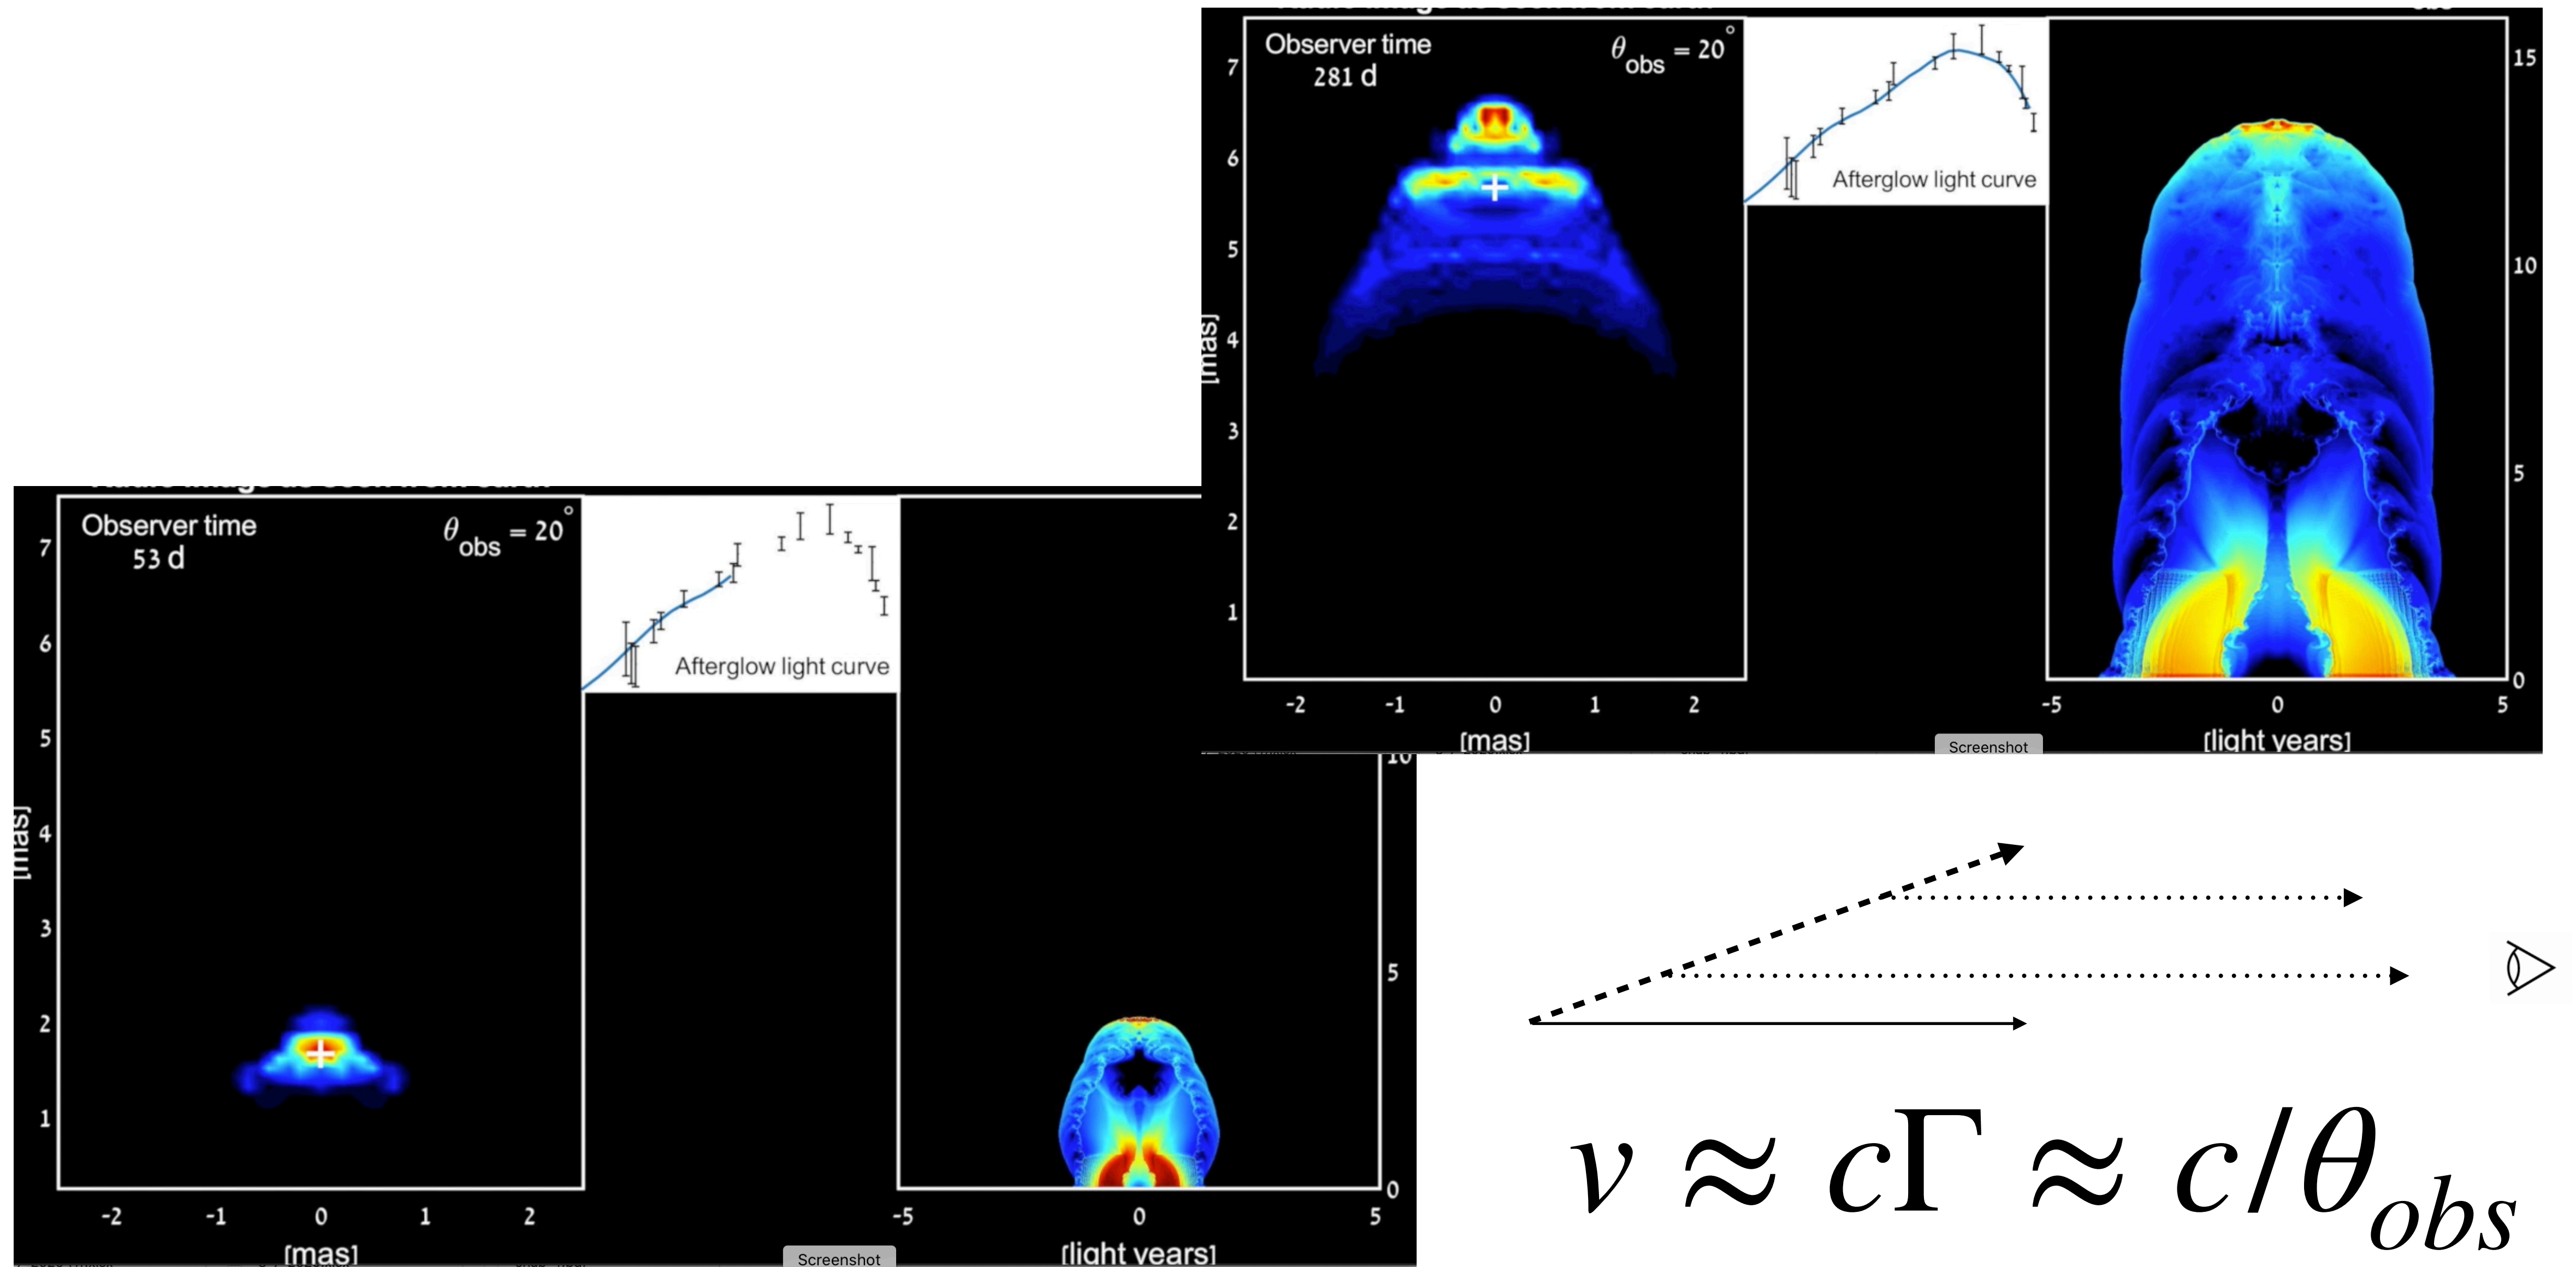 Observer time
281 d
θobs = 20°
7
6
5
4
3
2
1
[mas]
-2 -1 0 1 2
[mas]
Afterglow light curve
15
10
5
0
-5 0 5
[light years]
Screenshot
Observer time
53 d
θobs = 20°
7
6
5
4
3
2
1
[mas]
-2 -1 0 1 2
[mas]
Afterglow light curve
10
5
0
-5 0 5
[light years]
Screenshot
v ≈ cΓ ≈ c/θobs